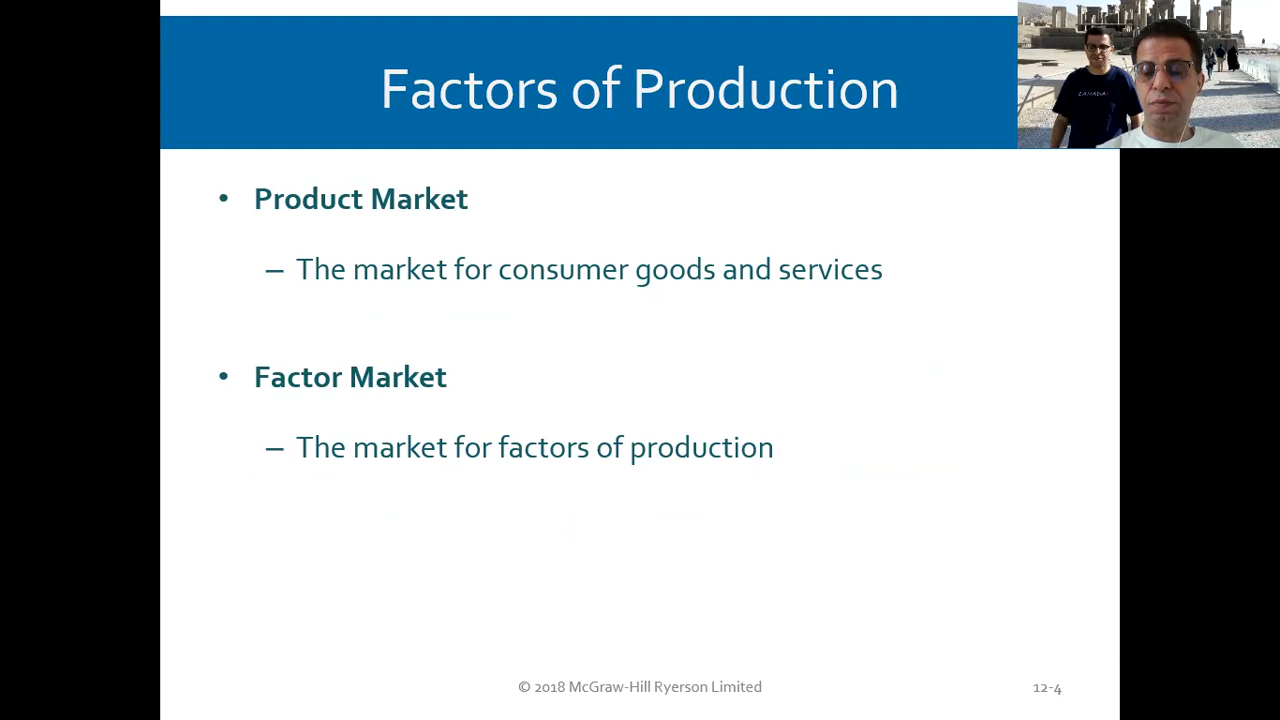 Factors of Production
• Product Market
– The market for consumer goods and services
• Factor Market
– The market for factors of production
© 2018 McGraw-Hill Ryerson Limited
12-4